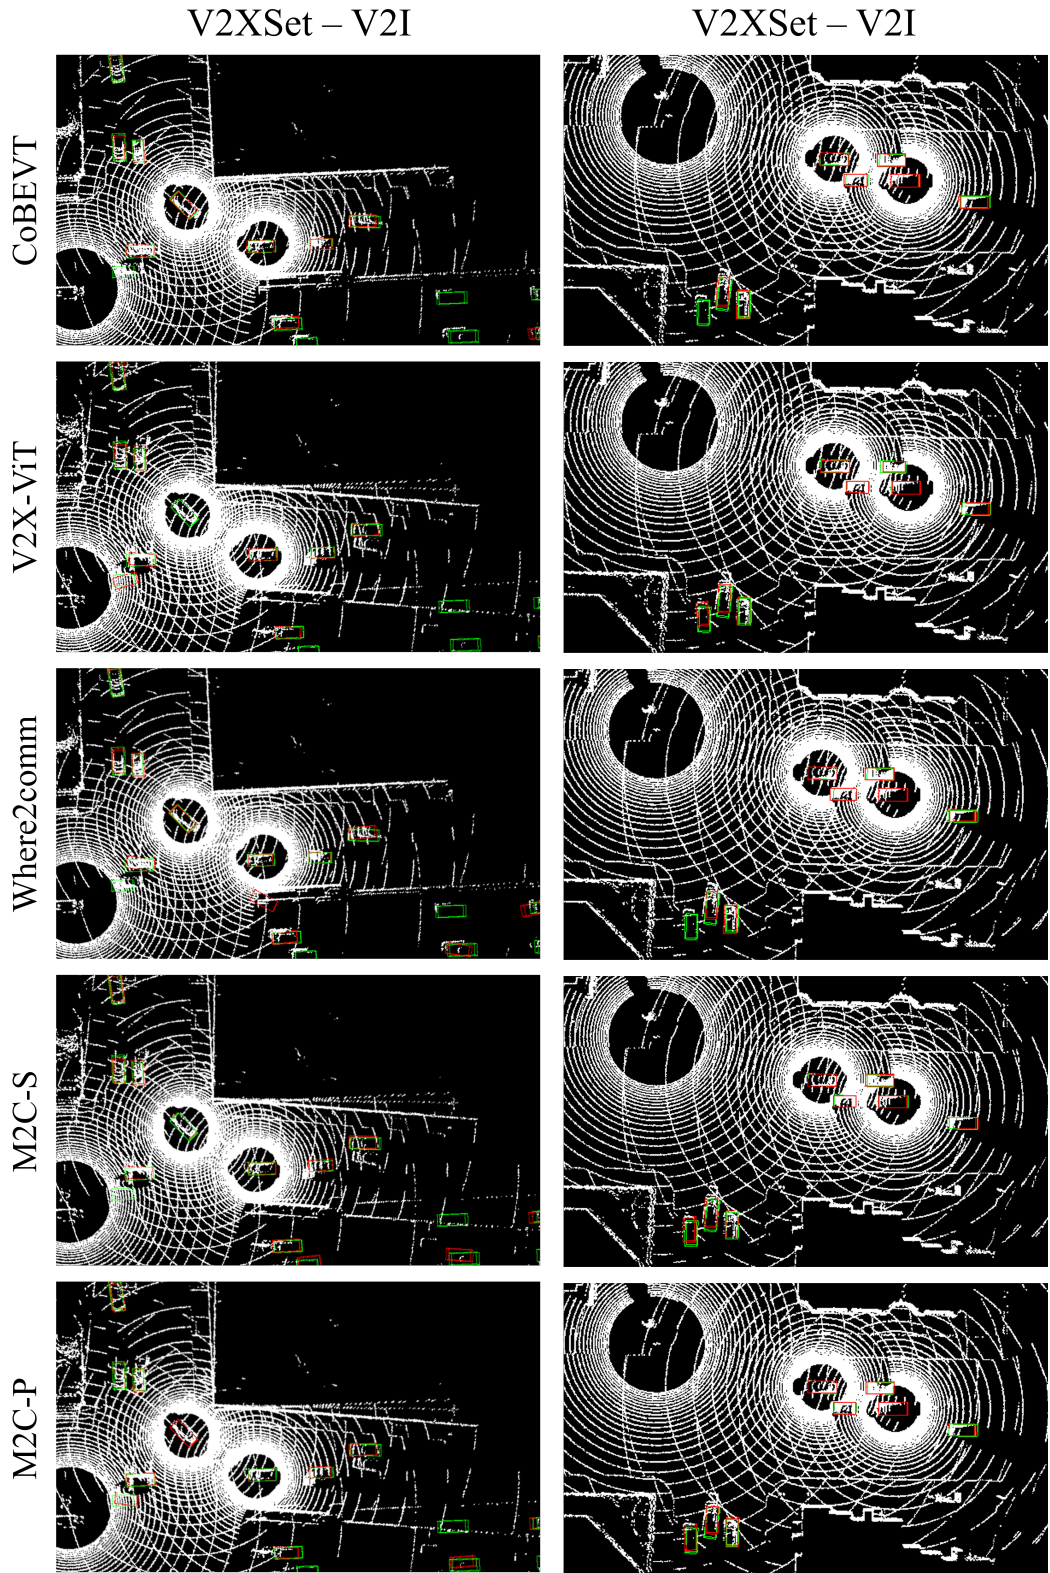 V2XSet – V2I
V2XSet – V2I
CoBEVT
V2X-ViT
Where2comm
M2C-S
M2C-P